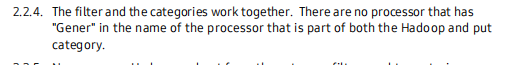 2.2.4. The filter and the categories work together. There are no processor that has
"Gener" in the name of the processor that is part of both the Hadoop and put
category.